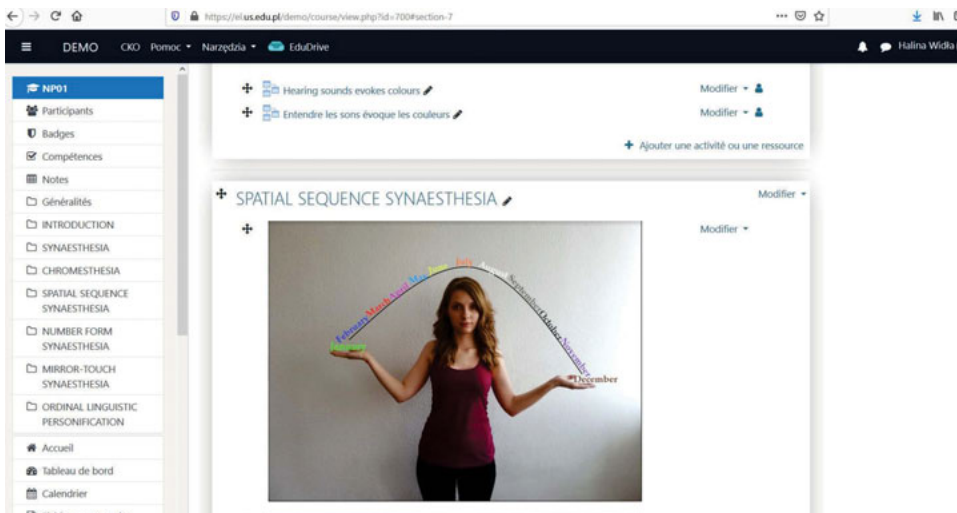 https://el.us.edu.pl/demo/course/view.php?id=700#section-7
DEMO CKO Pomoc Narzędzia EduDrive Halina Widła
NP01
Participants
Badges
Compétences
Notes
Généralités
INTRODUCTION
SYNAESTHESIA
CHROMESTHESIA
SPATIAL SEQUENCE
SYNAESTHESIA
NUMBER FORM
SYNAESTHESIA
MIRROR-TOUCH
SYNAESTHESIA
ORDINAL LINGUISTIC
PERSONIFICATION
Accueil
Tableau de bord
Calendrier
Hearing sounds evokes colours Modifier
Entendre les sons évoque les couleurs Modifier
Ajouter une activité ou une ressource
SPATIAL SEQUENCE SYNAESTHESIA Modifier
Modifier
January
February
March
April
May
June
July
August
September
October
November
December